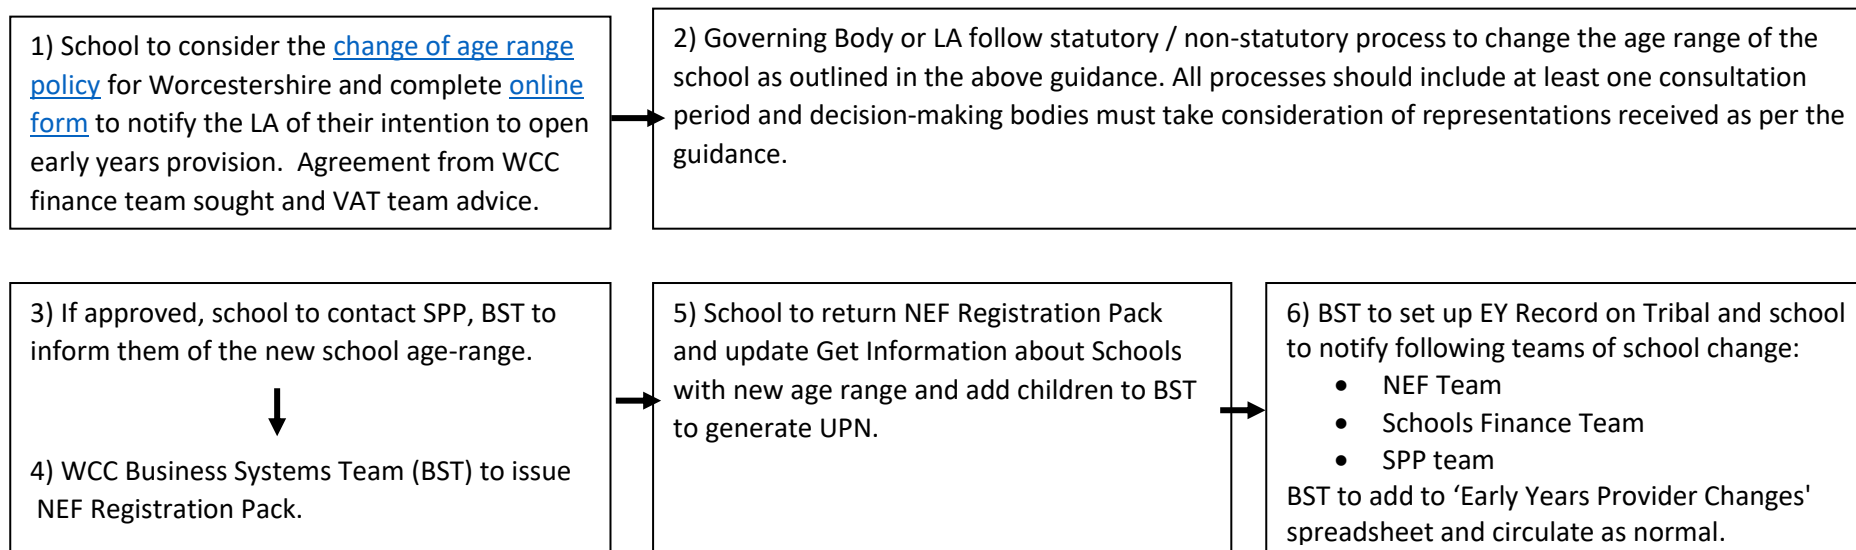 1) School to consider the change of age range
policy for Worcestershire and complete online
form to notify the LA of their intention to open
early years provision.  Agreement from WCC
finance team sought and VAT team advice.
2) Governing Body or LA follow statutory / non-statutory process to change the age range of the
school as outlined in the above guidance. All processes should include at least one consultation
period and decision-making bodies must take consideration of representations received as per the
guidance.
3) If approved, school to contact SPP, BST to
inform them of the new school age-range.
4) WCC Business Systems Team (BST) to issue
NEF Registration Pack.
5) School to return NEF Registration Pack
and update Get Information about Schools
with new age range and add children to BST
to generate UPN.
6) BST to set up EY Record on Tribal and school
to notify following teams of school change:
• NEF Team
• Schools Finance Team
• SPP team
BST to add to ‘Early Years Provider Changes'
spreadsheet and circulate as normal.